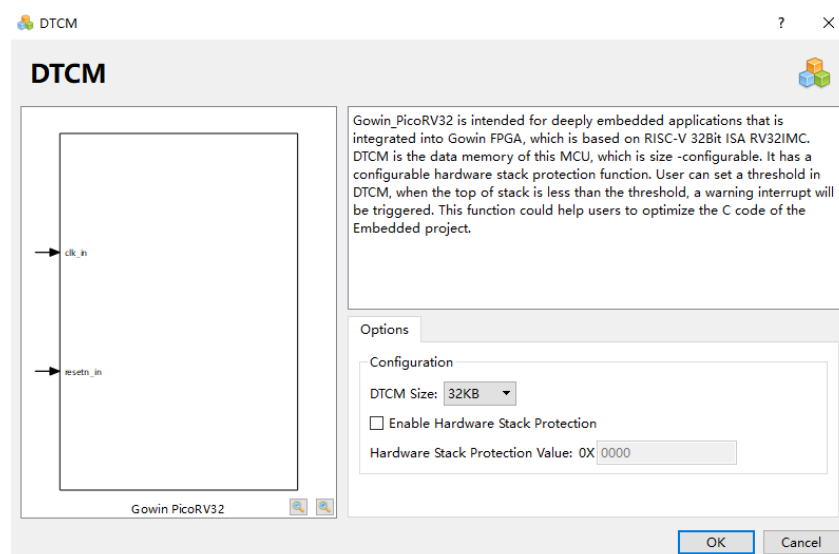 DTCM
?
DTCM
Gowin_PicoRV32 is intended for deeply embedded applications that is
integrated into Gowin FPGA, which is based on RISC-V 32Bit ISA RV32IMC.
DTCM is the data memory of this MCU, which is size -configurable. It has a
configurable hardware stack protection function. User can set a threshold in
DTCM, when the top of stack is less than the threshold, a warning interrupt will
be triggered. This function could help users to optimize the C code of the
Embedded project.
clk_in
resetn_in
Gowin PicoRV32
Options
Configuration
DTCM Size: 32KB
Enable Hardware Stack Protection
Hardware Stack Protection Value: 0X 0000
OK Cancel